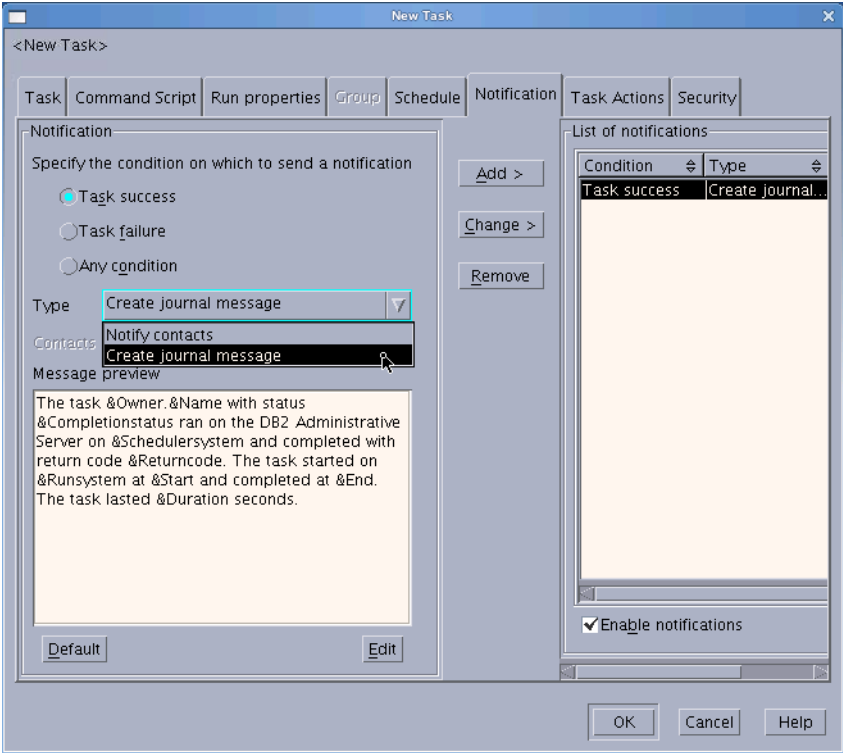 New Task
<New Task>
Task
Command Script
Run properties
Group
Schedule
Notification
Task Actions
Security
Notification
Specify the condition on which to send a notification
Task success
Task failure
Any condition
Type
Create journal message
Notify contacts
Create journal message
Contacts
Message preview
The task &Owner.&Name with status
&Completionstatus ran on the DB2 Administrative
Server on &Schedulersystem and completed with
return code &Returncode. The task started on
&Runsystem at &Start and completed at &End.
The task lasted &Duration seconds.
Default
Edit
Add >
Change >
Remove
List of notifications
Condition
Type
Task success
Create journal...
Enable notifications
OK
Cancel
Help